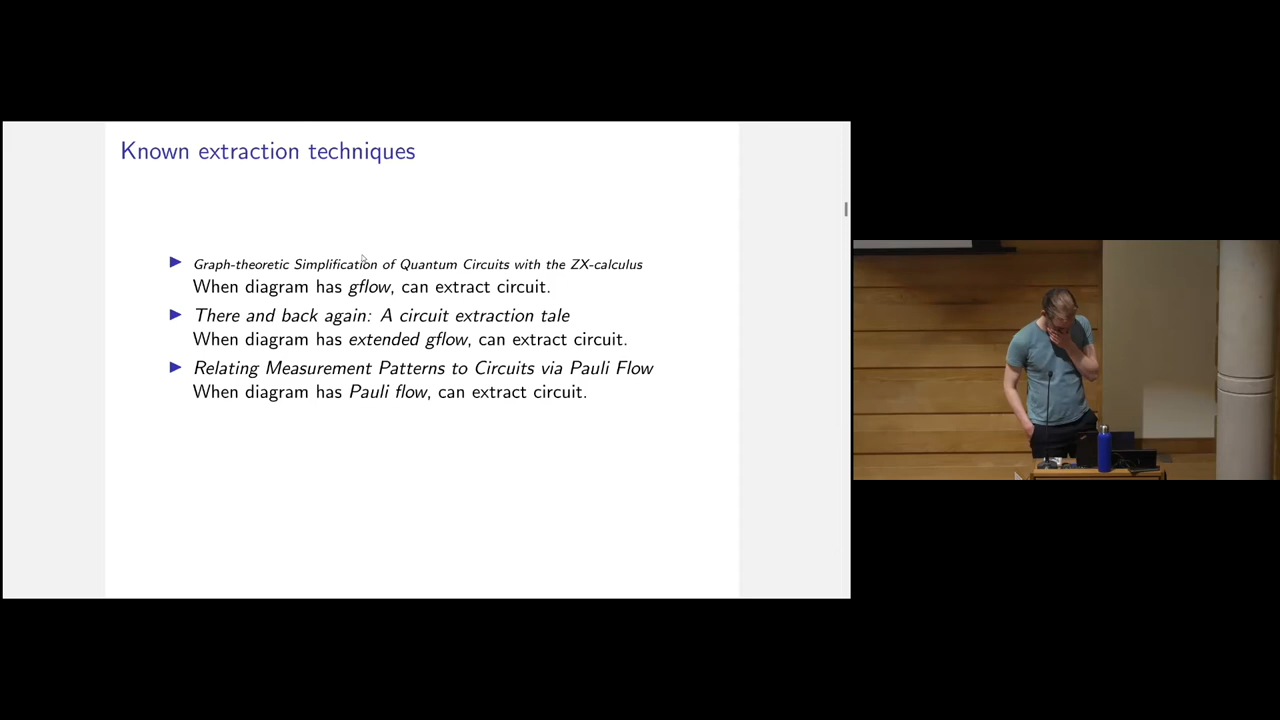 Known extraction techniques
Graph-theoretic Simplification of Quantum Circuits with the ZX-calculus
When diagram has gflow, can extract circuit.
There and back again: A circuit extraction tale
When diagram has extended gflow, can extract circuit.
Relating Measurement Patterns to Circuits via Pauli Flow
When diagram has Pauli flow, can extract circuit.